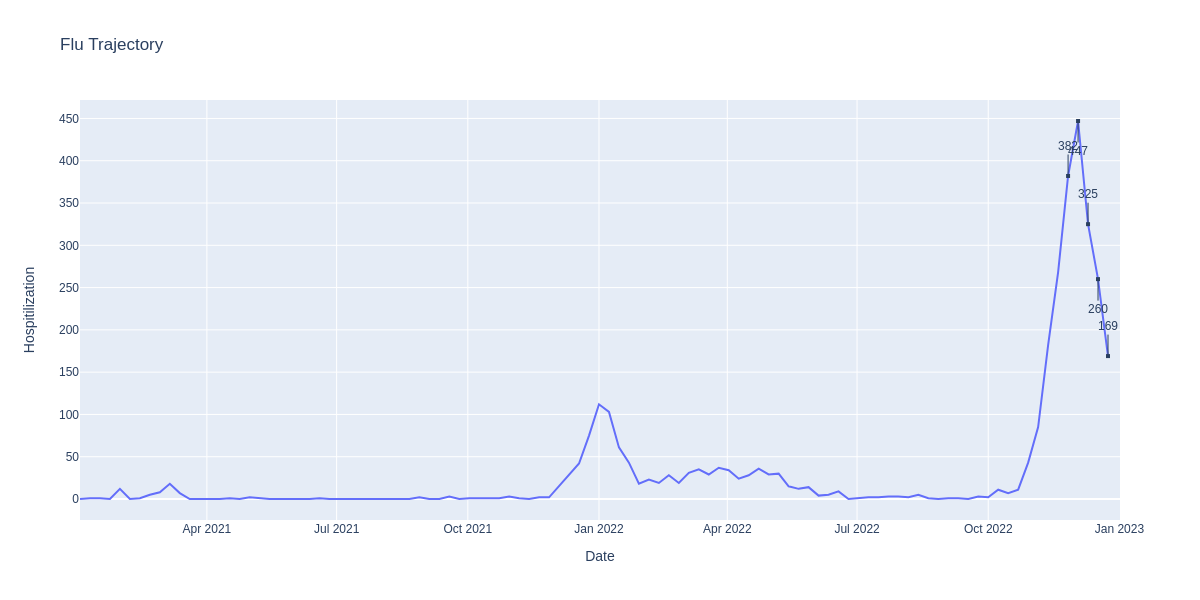 Flu Trajectory
450
400
350
300
250
200
150
100
50
0
Hospitilization
382
447
325
260
169
Apr 2021
Jul 2021
Oct 2021
Jan 2022
Apr 2022
Jul 2022
Oct 2022
Jan 2023
Date